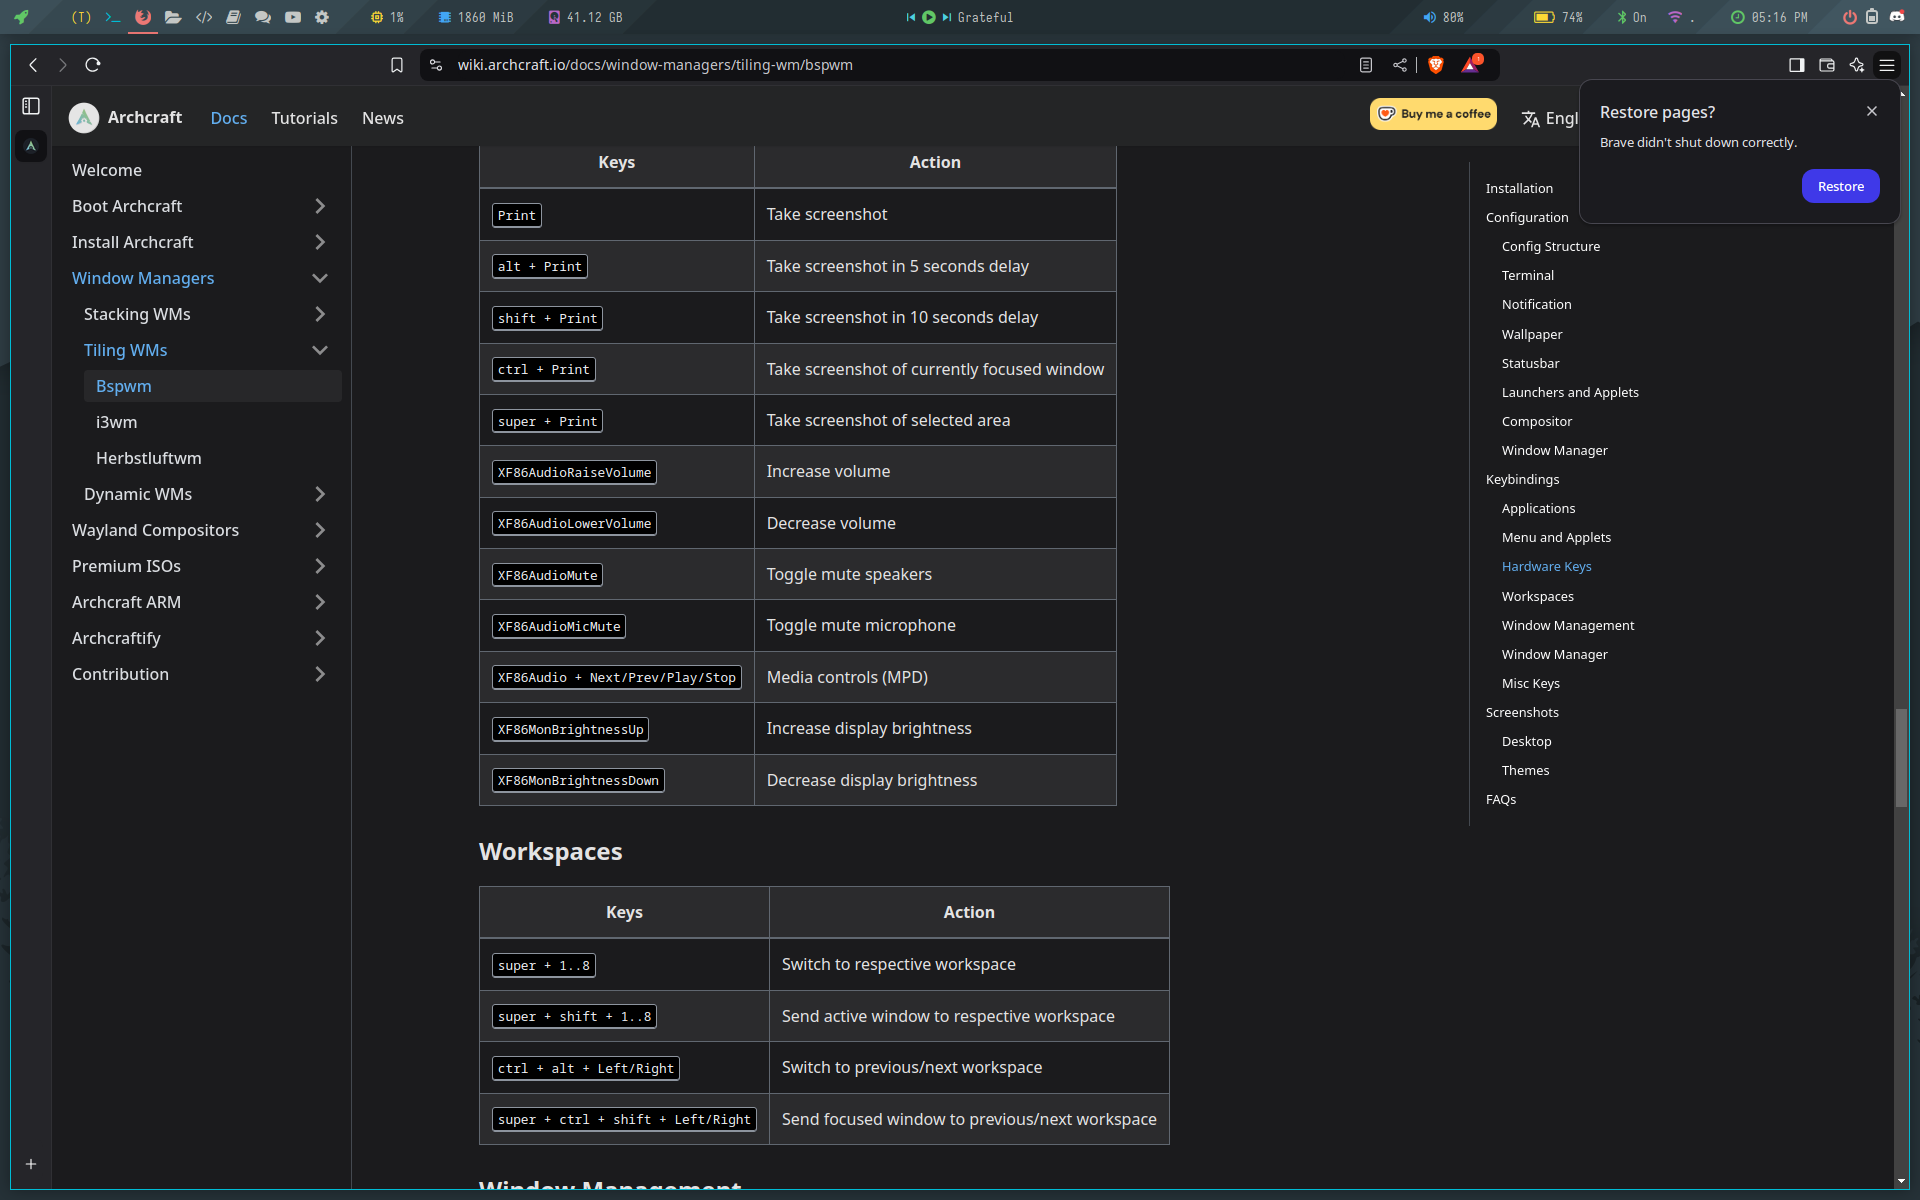 (T) 1% 1860 MiB 41.12 GB Grateful 80% 74% On . 05:16 PM
wiki.archcraft.io/docs/window-managers/tiling-wm/bspwm
Archcraft Docs Tutorials News Buy me a coffee Engl
Restore pages?
Brave didn't shut down correctly.
Restore
Welcome
Boot Archcraft
Install Archcraft
Window Managers
Stacking WMs
Tiling WMs
Bspwm
i3wm
Herbstluftwm
Dynamic WMs
Wayland Compositors
Premium ISOs
Archcraft ARM
Archcraftify
Contribution
Keys Action
Print Take screenshot
alt + Print Take screenshot in 5 seconds delay
shift + Print Take screenshot in 10 seconds delay
ctrl + Print Take screenshot of currently focused window
super + Print Take screenshot of selected area
XF86AudioRaiseVolume Increase volume
XF86AudioLowerVolume Decrease volume
XF86AudioMute Toggle mute speakers
XF86AudioMicMute Toggle mute microphone
XF86Audio + Next/Prev/Play/Stop Media controls (MPD)
XF86MonBrightnessUp Increase display brightness
XF86MonBrightnessDown Decrease display brightness
Workspaces
Keys Action
super + 1..8 Switch to respective workspace
super + shift + 1..8 Send active window to respective workspace
ctrl + alt + Left/Right Switch to previous/next workspace
super + ctrl + shift + Left/Right Send focused window to previous/next workspace
Window Management
Installation
Configuration
Config Structure
Terminal
Notification
Wallpaper
Statusbar
Launchers and Applets
Compositor
Window Manager
Keybindings
Applications
Menu and Applets
Hardware Keys
Workspaces
Window Management
Window Manager
Misc Keys
Screenshots
Desktop
Themes
FAQs